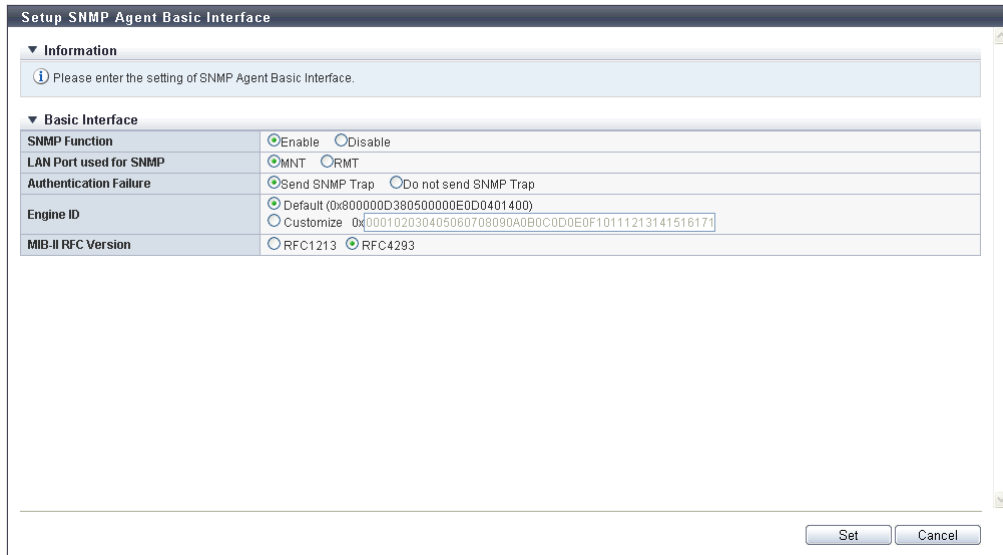 Setup SNMP Agent Basic Interface
Information
Please enter the setting of SNMP Agent Basic Interface.
Basic Interface
SNMP Function Enable Disable
LAN Port used for SNMP MNT RMT
Authentication Failure Send SNMP Trap Do not send SNMP Trap
Engine ID Default (0x800000D380500000E0D0401400)
Customize 0x000102030405060708090A0B0C0D0E0F10111213141516171
MIB-II RFC Version RFC1213 RFC4293
Set Cancel